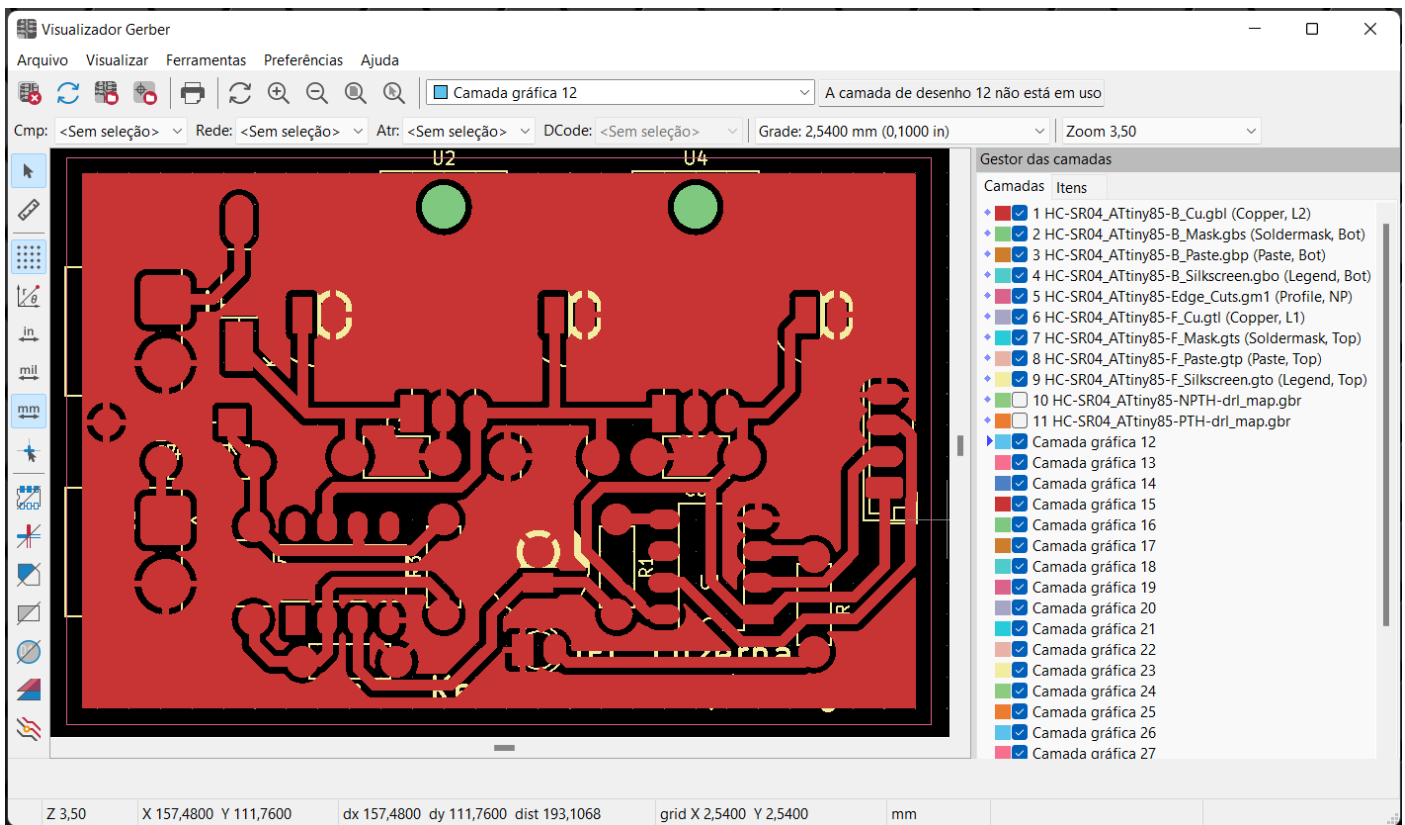 Visualizador Gerber
Arquivo Visualizar Ferramentas Preferências Ajuda
Camada gráfica 12
A camada de desenho 12 não está em uso
Cmp: <Sem seleção> Rede: <Sem seleção> Atr: <Sem seleção> DCode: <Sem seleção> Grade: 2,5400 mm (0,1000 in) Zoom 3,50
in
mil
mm
U2
U4
R1
Gestor das camadas
Camadas Itens
1 HC-SR04_ATtiny85-B_Cu.gbl (Copper, L2)
2 HC-SR04_ATtiny85-B_Mask.gbs (Soldermask, Bot)
3 HC-SR04_ATtiny85-B_Paste.gbp (Paste, Bot)
4 HC-SR04_ATtiny85-B_Silkscreen.gbo (Legend, Bot)
5 HC-SR04_ATtiny85-Edge_Cuts.gm1 (Profile, NP)
6 HC-SR04_ATtiny85-F_Cu.gtl (Copper, L1)
7 HC-SR04_ATtiny85-F_Mask.gts (Soldermask, Top)
8 HC-SR04_ATtiny85-F_Paste.gtp (Paste, Top)
9 HC-SR04_ATtiny85-F_Silkscreen.gto (Legend, Top)
10 HC-SR04_ATtiny85-NPTH-drl_map.gbr
11 HC-SR04_ATtiny85-PTH-drl_map.gbr
Camada gráfica 12
Camada gráfica 13
Camada gráfica 14
Camada gráfica 15
Camada gráfica 16
Camada gráfica 17
Camada gráfica 18
Camada gráfica 19
Camada gráfica 20
Camada gráfica 21
Camada gráfica 22
Camada gráfica 23
Camada gráfica 24
Camada gráfica 25
Camada gráfica 26
Camada gráfica 27
Z 3,50 X 157,4800 Y 111,7600 dx 157,4800 dy 111,7600 dist 193,1068 grid X 2,5400 Y 2,5400 mm